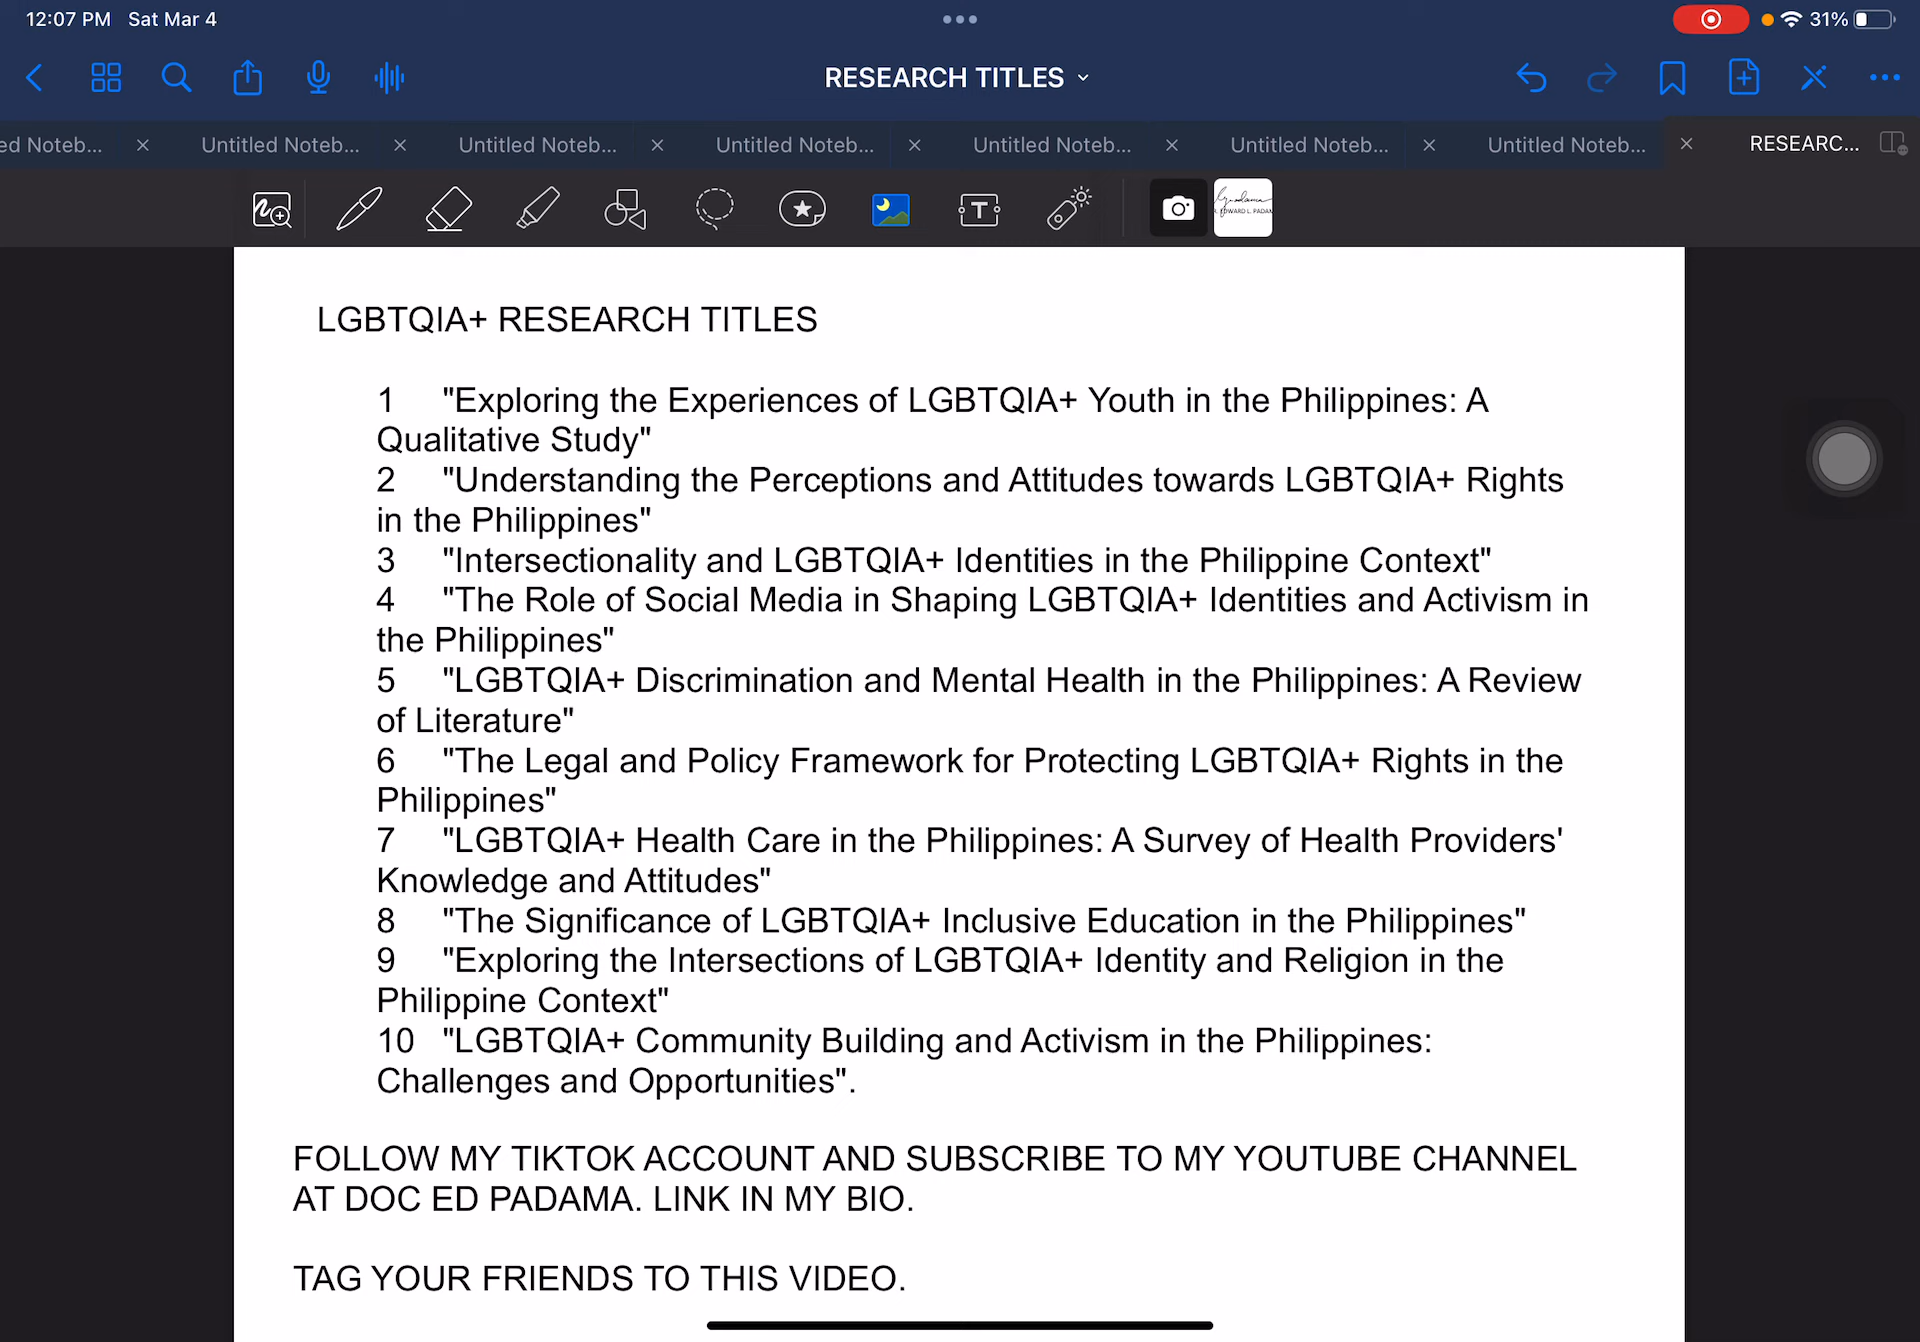 12:07 PM Sat Mar 4
31%
RESEARCH TITLES
ed Noteb...
Untitled Noteb...
Untitled Noteb...
Untitled Noteb...
Untitled Noteb...
Untitled Noteb...
Untitled Noteb...
RESEARC...
T
EDWARD L. PADAM
LGBTQIA+ RESEARCH TITLES
1 "Exploring the Experiences of LGBTQIA+ Youth in the Philippines: A
Qualitative Study"
2 "Understanding the Perceptions and Attitudes towards LGBTQIA+ Rights
in the Philippines"
3 "Intersectionality and LGBTQIA+ Identities in the Philippine Context"
4 "The Role of Social Media in Shaping LGBTQIA+ Identities and Activism in
the Philippines"
5 "LGBTQIA+ Discrimination and Mental Health in the Philippines: A Review
of Literature"
6 "The Legal and Policy Framework for Protecting LGBTQIA+ Rights in the
Philippines"
7 "LGBTQIA+ Health Care in the Philippines: A Survey of Health Providers'
Knowledge and Attitudes"
8 "The Significance of LGBTQIA+ Inclusive Education in the Philippines"
9 "Exploring the Intersections of LGBTQIA+ Identity and Religion in the
Philippine Context"
10 "LGBTQIA+ Community Building and Activism in the Philippines:
Challenges and Opportunities".
FOLLOW MY TIKTOK ACCOUNT AND SUBSCRIBE TO MY YOUTUBE CHANNEL
AT DOC ED PADAMA. LINK IN MY BIO.
TAG YOUR FRIENDS TO THIS VIDEO.